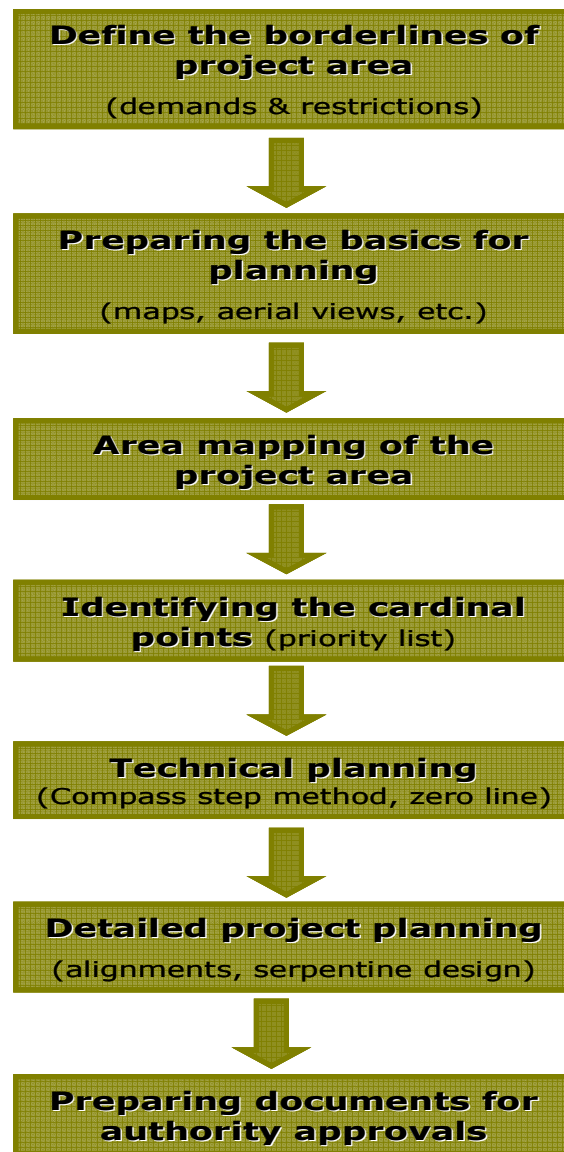 Define the borderlines of
project area
(demands & restrictions)
Preparing the basics for
planning
(maps, aerial views, etc.)
Area mapping of the
project area
Identifying the cardinal
points (priority list)
Technical planning
(Compass step method, zero line)
Detailed project planning
(alignments, serpentine design)
Preparing documents for
authority approvals